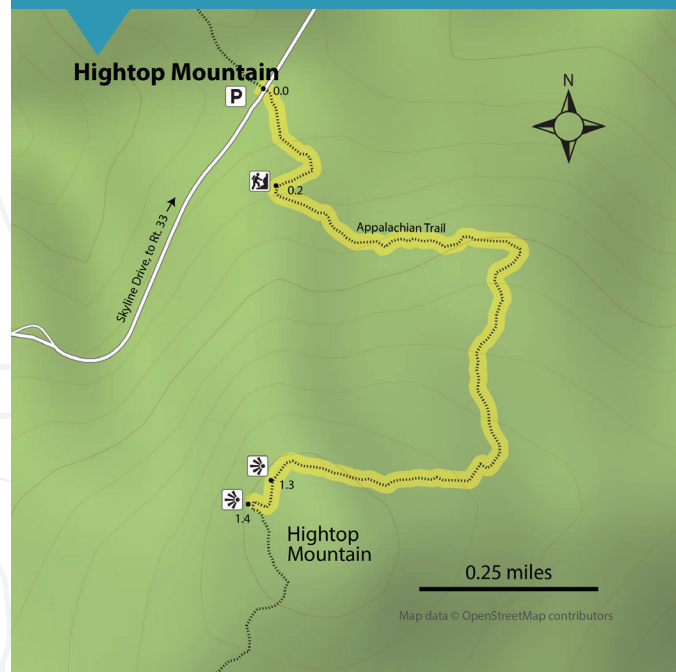 Hightop Mountain
P
0.0
N
0.2
Appalachian Trail
Skyline Drive, to Rt. 33
1.3
1.4
Hightop
Mountain
0.25 miles
Map data © OpenStreetMap contributors